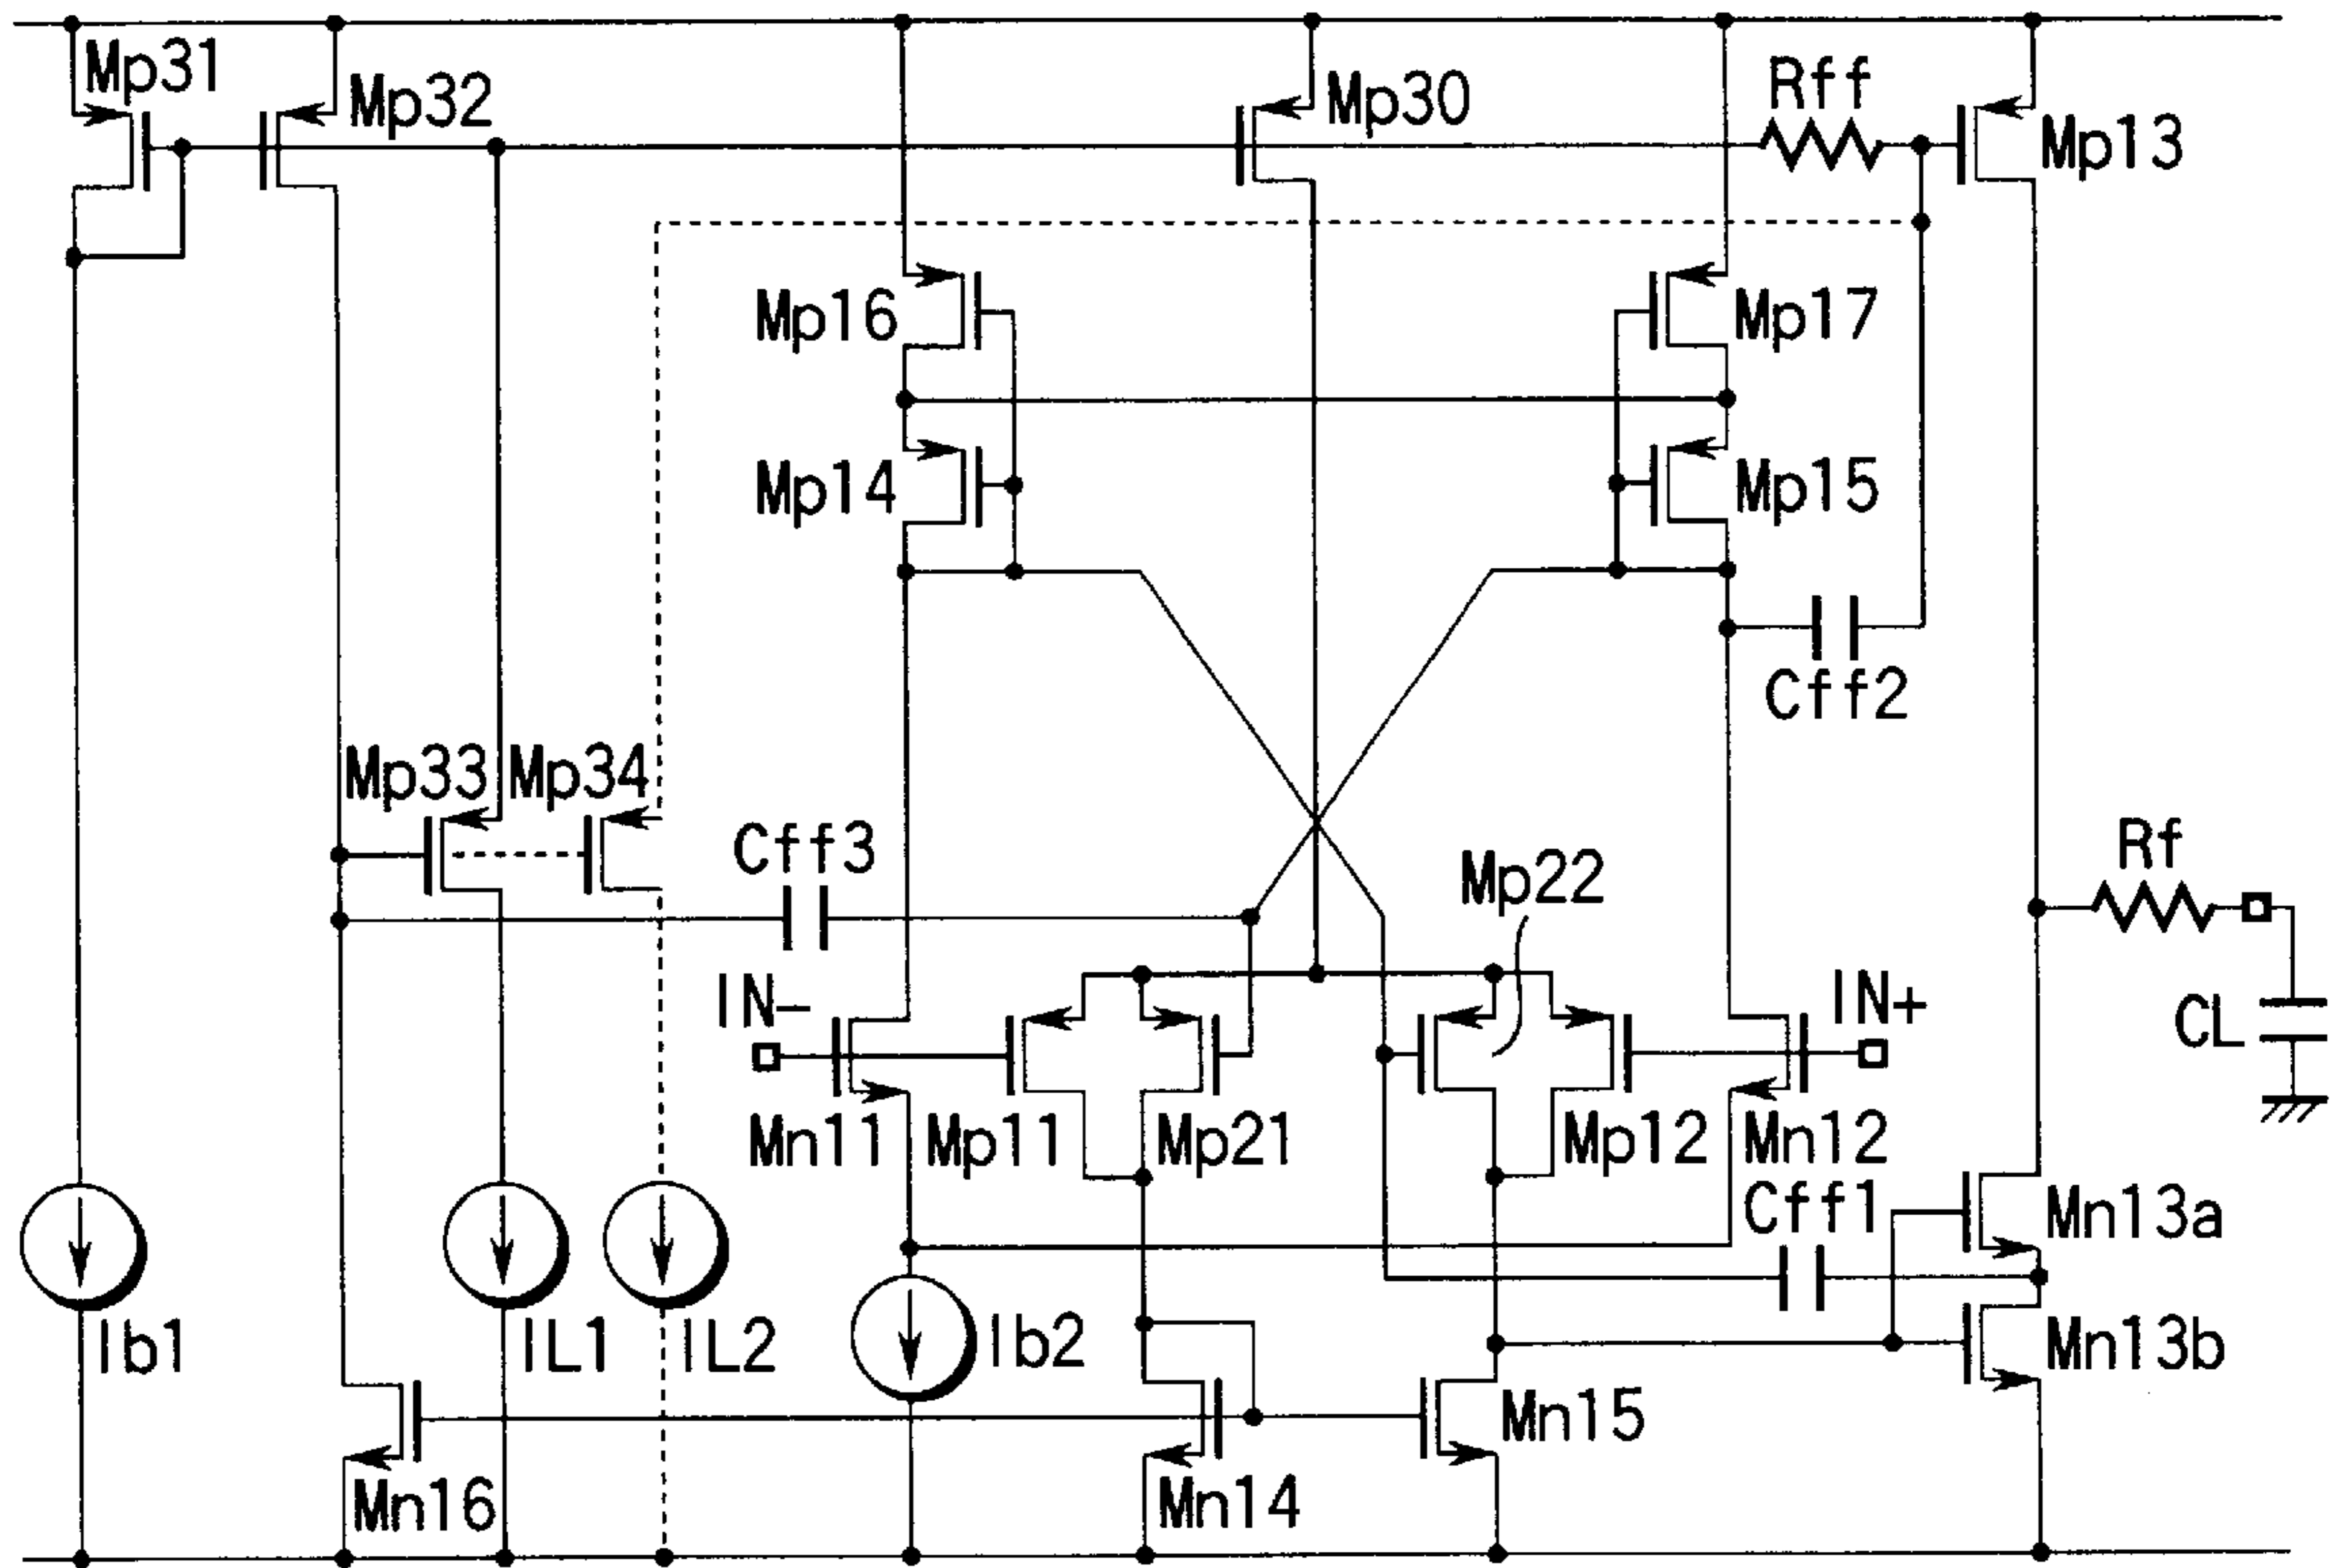 Mp31
Mp32
Mp30
Rff
Mp13
Mp16
Mp17
Mp14
Mp15
Cff2
Mp33
Mp34
Cff3
Mp22
Rf
IN-
IN+
CL
Mn11
Mp11
Mp21
Mp12
Mn12
Cff1
Mn13a
Ib1
IL1
IL2
Ib2
Mn13b
Mn15
Mn16
Mn14